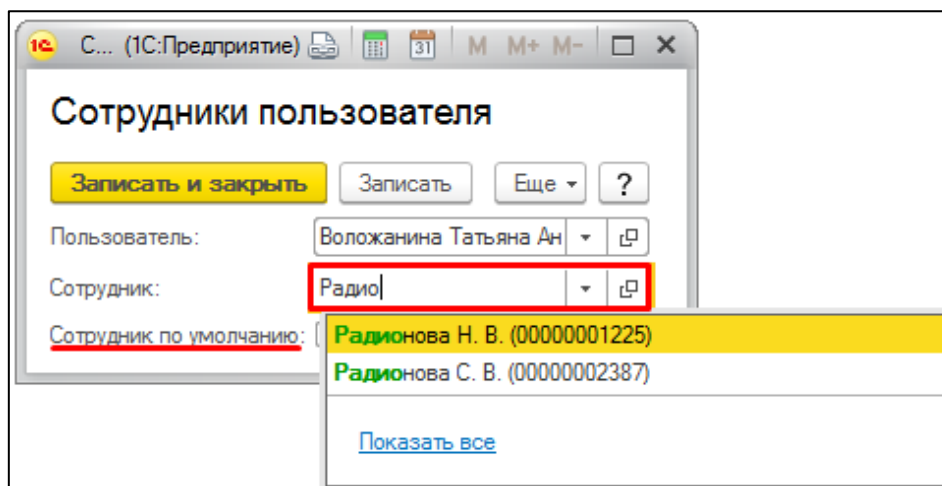 1С С... (1С:Предприятие) 31 M M+ M-
Сотрудники пользователя
Записать и закрыть Записать Еще ?
Пользователь: Воложанина Татьяна Ан
Сотрудник: Радио
Сотрудник по умолчанию:
Радионова Н. В. (00000001225)
Радионова С. В. (00000002387)
Показать все